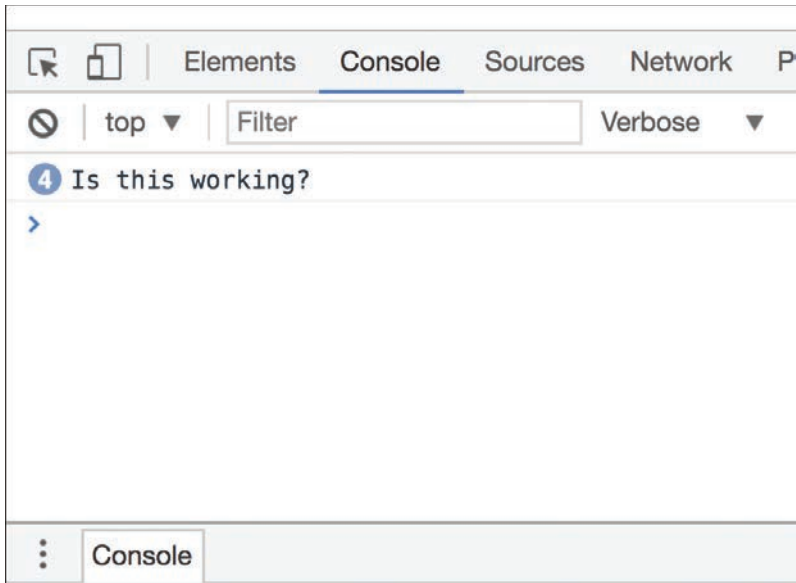 Elements Console Sources Network P
top ▼ Filter Verbose ▼
4 Is this working?
>
Console